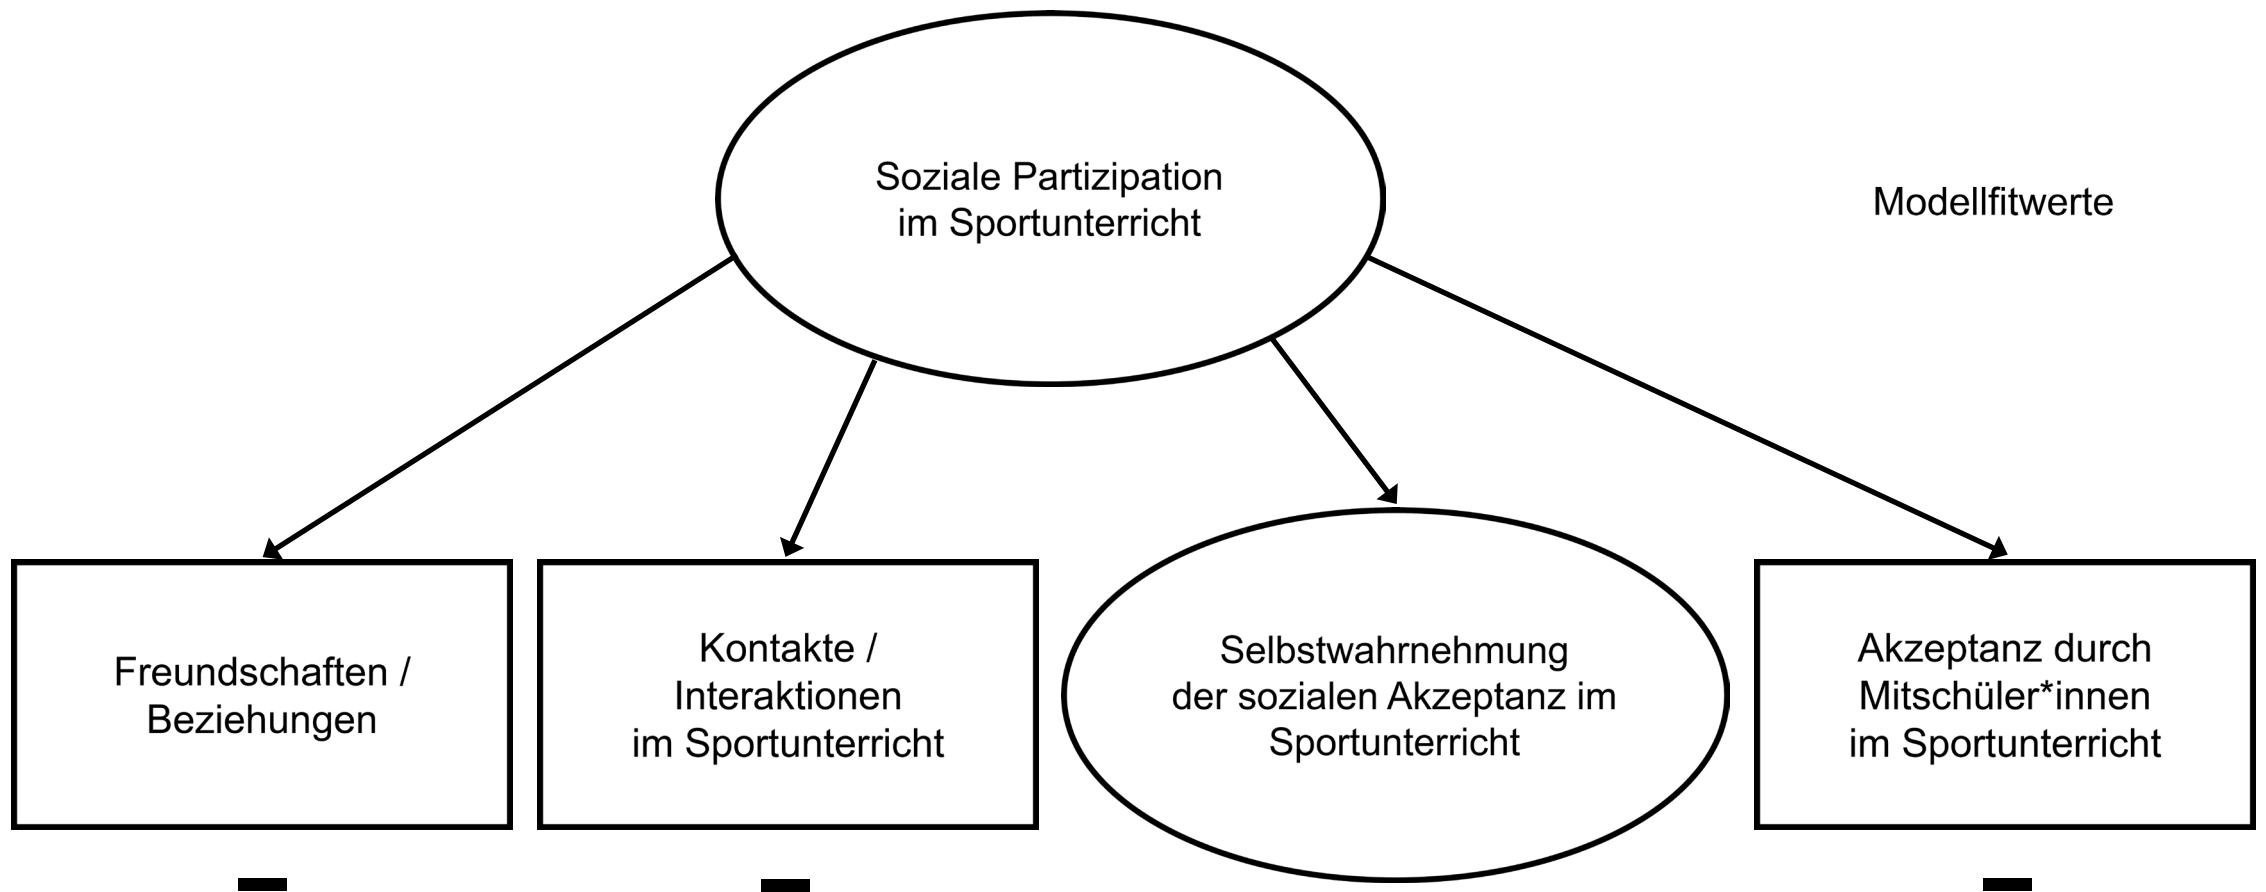 Soziale Partizipation
im Sportunterricht
Modellfitwerte
Freundschaften /
Beziehungen
Kontakte /
Interaktionen
im Sportunterricht
Selbstwahrnehmung
der sozialen Akzeptanz im
Sportunterricht
Akzeptanz durch
Mitschüler*innen
im Sportunterricht